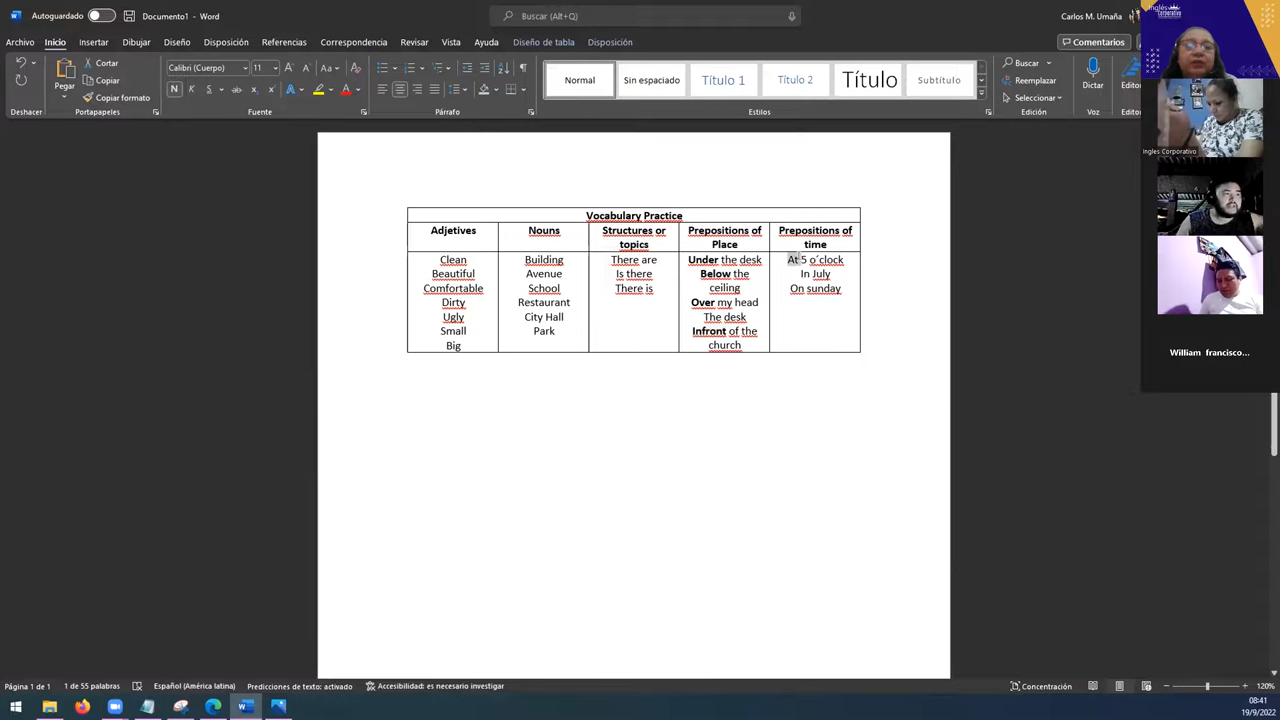 Autoguardado
Documento1 - Word
Buscar (Alt+Q)
Carlos M. Umaña
Archivo Inicio Insertar Dibujar Diseño Disposición Referencias Correspondencia Revisar Vista Ayuda Diseño de tabla Disposición
Comentarios
Pegar
Cortar
Copiar
Copiar formato
Calibri (Cuerpo) 11
Normal
Sin espaciado
Título 1
Título 2
Título
Subtítulo
Buscar
Reemplazar
Seleccionar
Dictar
Deshacer Portapapeles Fuente Párrafo Estilos Edición Voz
Inglés
Corporativo
Ingles Corporativo
William francisco...
Vocabulary Practice
Adjetives
Clean
Beautiful
Comfortable
Dirty
Ugly
Small
Big
Nouns
Building
Avenue
School
Restaurant
City Hall
Park
Structures or
topics
There are
Is there
There is
Prepositions of
Place
Under the desk
Below the
ceiling
Over my head
The desk
Infront of the
church
Prepositions of
time
At 5 o´clock
In July
On sunday
Página 1 de 1 1 de 55 palabras Español (América latina) Predicciones de texto: activado Accesibilidad: es necesario investigar
Concentración
120%
08:41
19/9/2022